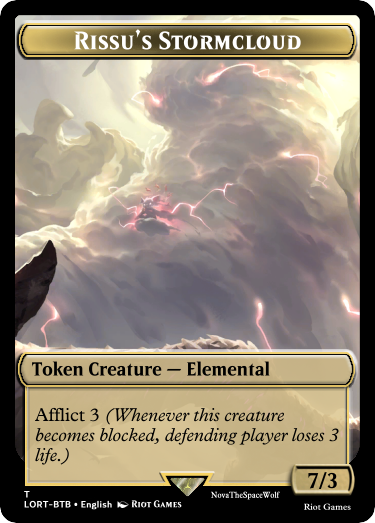 Rissu's Stormcloud
Token Creature — Elemental
Afflict 3 (Whenever this creature
becomes blocked, defending player loses 3
life.)
7/3
T
LORT-BTB • English Riot Games
NovaTheSpaceWolf
Riot Games